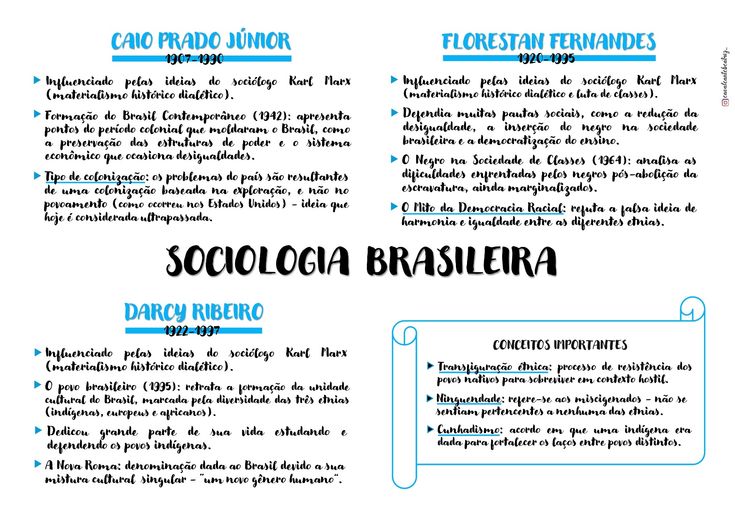 CAIO PRADO JÚNIOR
1907-1990
Influenciado pelas ideias do sociólogo Karl Marx
(materialismo histórico dialético).
Formação do Brasil Contemporâneo (1942): apresenta
pontos do período colonial que moldaram o Brasil, como
a preservação das estruturas de poder e o sistema
econômico que ocasiona desigualdades.
Tipo de colonização: os problemas do país são resultantes
de uma colonização baseada na exploração, e não no
povoamento (como ocorreu nos Estados Unidos) - ideia que
hoje é considerada ultrapassada.
FLORESTAN FERNANDES
1920-1995
Influenciado pelas ideias do sociólogo Karl Marx
(materialismo histórico dialético e luta de classes).
Defendia muitas pautas sociais, como a redução da
desigualdade, a inserção do negro na sociedade
brasileira e a democratização do ensino.
O Negro na Sociedade de Classes (1964): analisa as
dificuldades enfrentadas pelos negros pós-abolição da
escravatura, ainda marginalizados.
O Mito da Democracia Racial: refuta a falsa ideia de
harmonia e igualdade entre as diferentes etnias.
SOCIOLOGIA BRASILEIRA
DARCY RIBEIRO
1922-1997
Influenciado pelas ideias do sociólogo Karl Marx
(materialismo histórico dialético).
O povo brasileiro (1995): retrata a formação da unidade
cultural do Brasil, marcada pela diversidade das três etnias
(indígenas, europeus e africanos).
Dedicou grande parte de sua vida estudando e
defendendo os povos indígenas.
A Nova Roma: denominação dada ao Brasil devido a sua
mistura cultural singular - "um novo gênero humano".
CONCEITOS IMPORTANTES
Transfiguração étnica: processo de resistência dos
povos nativos para sobreviver em contexto hostil.
Ninguendade: refere-se aos miscigenados - não se
sentiam pertencentes a nenhuma das etnias.
Cunhadismo: acordo em que uma indígena era
dada para fortalecer os laços entre povos distintos.